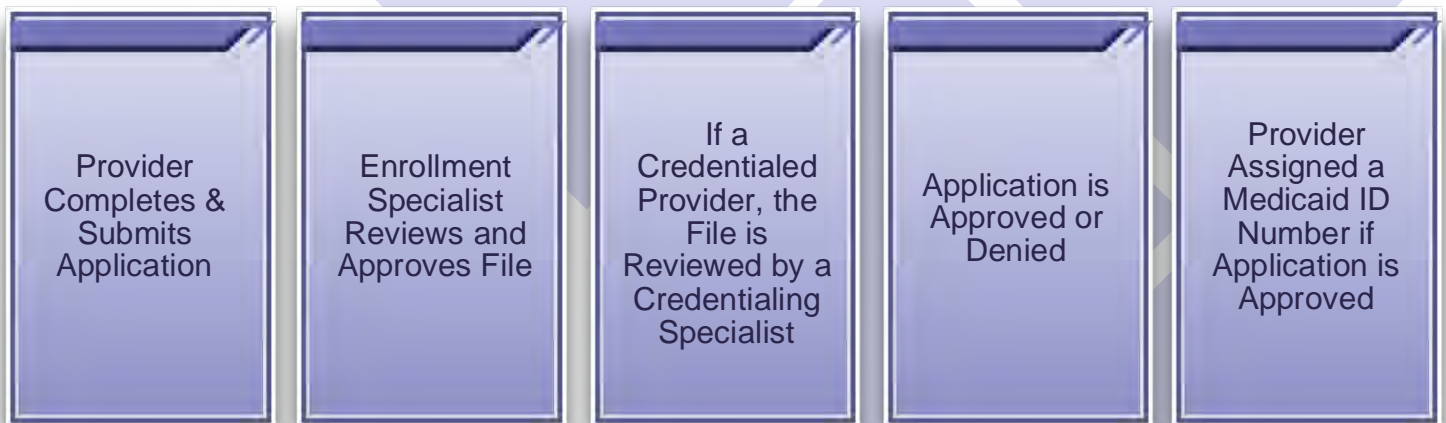 Provider
Completes &
Submits
Application
Enrollment
Specialist
Reviews and
Approves File
If a
Credentialed
Provider, the
File is
Reviewed by a
Credentialing
Specialist
Application is
Approved or
Denied
Provider
Assigned a
Medicaid ID
Number if
Application is
Approved